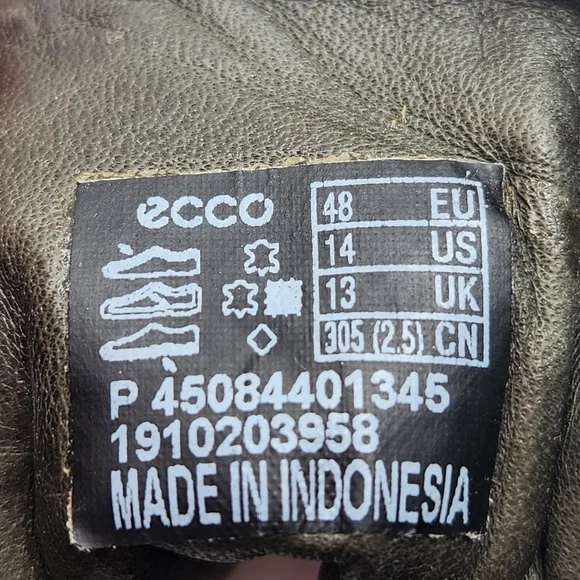 ecco
48 EU
14 US
13 UK
305 (2.5) CN
P 45084401345
1910203958
MADE IN INDONESIA